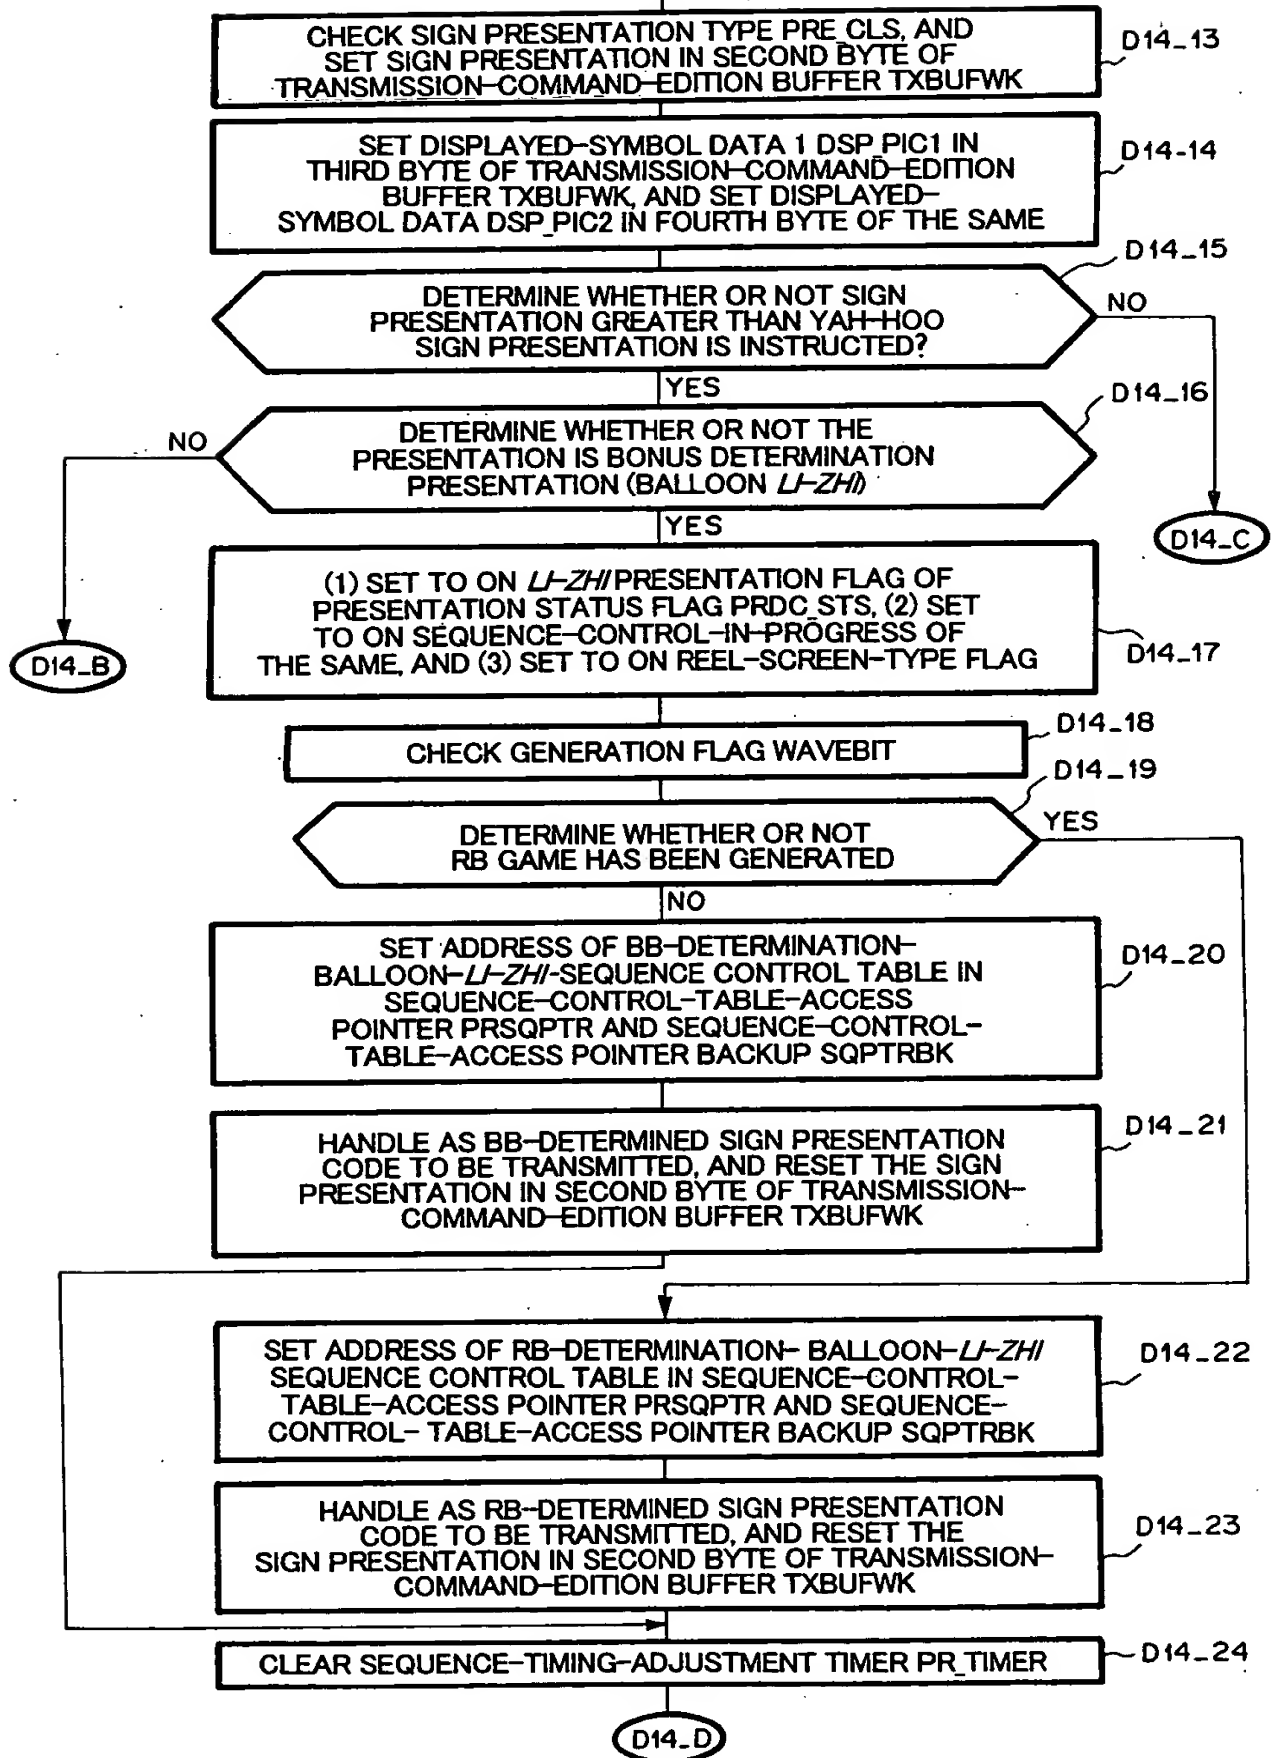 CHECK SIGN PRESENTATION TYPE PRE_CLS, AND
SET SIGN PRESENTATION IN SECOND BYTE OF
TRANSMISSION-COMMAND-EDITION BUFFER TXBUFWK
D14_13
SET DISPLAYED-SYMBOL DATA 1 DSP_PIC1 IN
THIRD BYTE OF TRANSMISSION-COMMAND-EDITION
BUFFER TXBUFWK, AND SET DISPLAYED-
SYMBOL DATA DSP_PIC2 IN FOURTH BYTE OF THE SAME
D14-14
D14_15
DETERMINE WHETHER OR NOT SIGN
PRESENTATION GREATER THAN YAH-HOO
SIGN PRESENTATION IS INSTRUCTED?
NO
YES
D14_16
NO
DETERMINE WHETHER OR NOT THE
PRESENTATION IS BONUS DETERMINATION
PRESENTATION (BALLOON LI-ZHI)
YES
D14_C
(1) SET TO ON LI-ZHI PRESENTATION FLAG OF
PRESENTATION STATUS FLAG PRDC_STS, (2) SET
TO ON SEQUENCE-CONTROL-IN-PROGRESS OF
THE SAME, AND (3) SET TO ON REEL-SCREEN-TYPE FLAG
D14_17
D14_B
D14_18
CHECK GENERATION FLAG WAVEBIT
D14_19
DETERMINE WHETHER OR NOT
RB GAME HAS BEEN GENERATED
YES
NO
SET ADDRESS OF BB-DETERMINATION-
BALLOON-LI-ZHI-SEQUENCE CONTROL TABLE IN
SEQUENCE-CONTROL-TABLE-ACCESS
POINTER PRSQPTR AND SEQUENCE-CONTROL-
TABLE-ACCESS POINTER BACKUP SQPTRBK
D14_20
HANDLE AS BB-DETERMINED SIGN PRESENTATION
CODE TO BE TRANSMITTED, AND RESET THE SIGN
PRESENTATION IN SECOND BYTE OF TRANSMISSION-
COMMAND-EDITION BUFFER TXBUFWK
D14_21
SET ADDRESS OF RB-DETERMINATION- BALLOON-LI-ZHI
SEQUENCE CONTROL TABLE IN SEQUENCE-CONTROL-
TABLE-ACCESS POINTER PRSQPTR AND SEQUENCE-
CONTROL- TABLE-ACCESS POINTER BACKUP SQPTRBK
D14_22
HANDLE AS RB-DETERMINED SIGN PRESENTATION
CODE TO BE TRANSMITTED, AND RESET THE
SIGN PRESENTATION IN SECOND BYTE OF TRANSMISSION-
COMMAND-EDITION BUFFER TXBUFWK
D14_23
CLEAR SEQUENCE-TIMING-ADJUSTMENT TIMER PR_TIMER
D14_24
D14_D